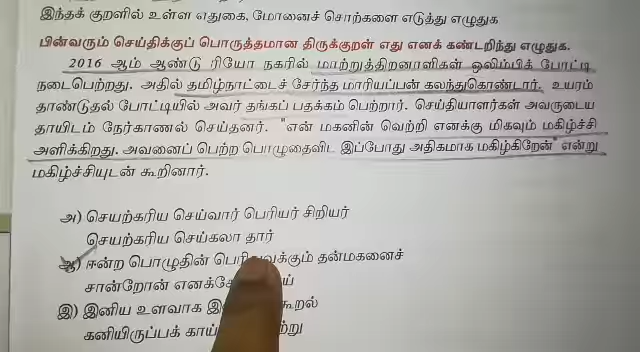 இந்தக் குறளில் உள்ள எதுகை, மோனைச் சொற்களை எடுத்து எழுதுக
பின்வரும் செய்திக்குப் பொருத்தமான திருக்குறள் எது எனக் கண்டறிந்து எழுதுக.
2016 ஆம் ஆண்டு ரியோ நகரில் மாற்றுத்திறனாளிகள் ஒலிம்பிக் போட்டி
நடைபெற்றது. அதில் தமிழ்நாட்டைச் சேர்ந்த மாரியப்பன் கலந்துகொண்டார். உயரம்
தாண்டுதல் போட்டியில் அவர் தங்கப் பதக்கம் பெற்றார். செய்தியாளர்கள் அவருடைய
தாயிடம் நேர்காணல் செய்தனர். "என் மகனின் வெற்றி எனக்கு மிகவும் மகிழ்ச்சி
அளிக்கிறது. அவனைப் பெற்ற பொழுதைவிட இப்போது அதிகமாக மகிழ்கிறேன்" என்று
மகிழ்ச்சியுடன் கூறினார்.
அ) செயற்கரிய செய்வார் பெரியர் சிறியர்
செயற்கரிய செய்கலா தார்
ஆ) ஈன்ற பொழுதின் தன்மகனைச்
சான்றோன்
இ) இனிய உளவாக கூறல்
கனியிருப்பக்